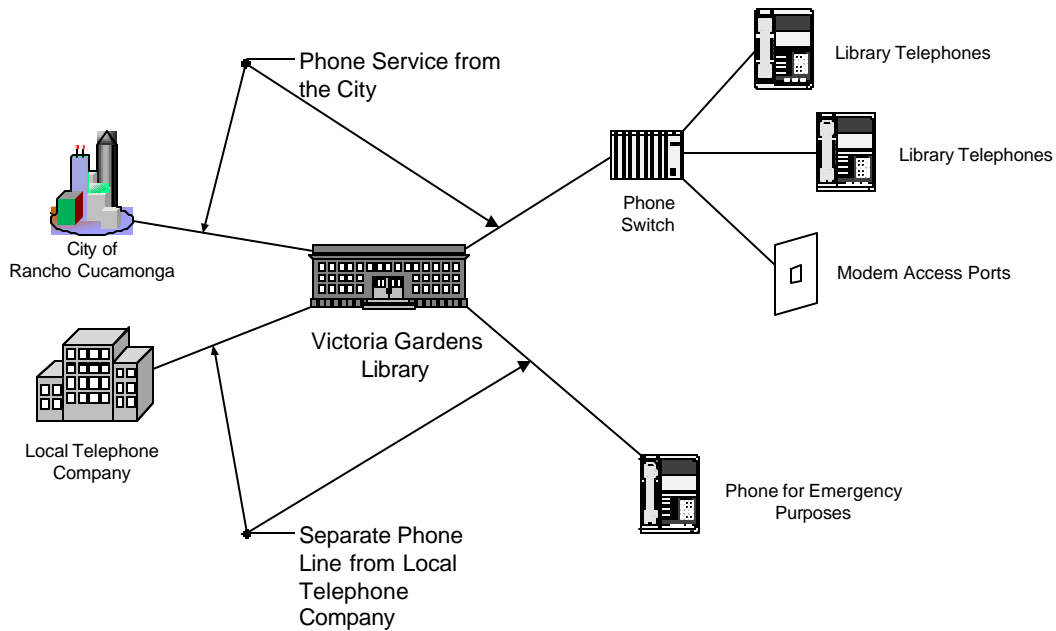 Phone Service from
the City
Library Telephones
Library Telephones
Phone
Switch
City of
Rancho Cucamonga
Modem Access Ports
Victoria Gardens
Library
Local Telephone
Company
Phone for Emergency
Purposes
Separate Phone
Line from Local
Telephone
Company